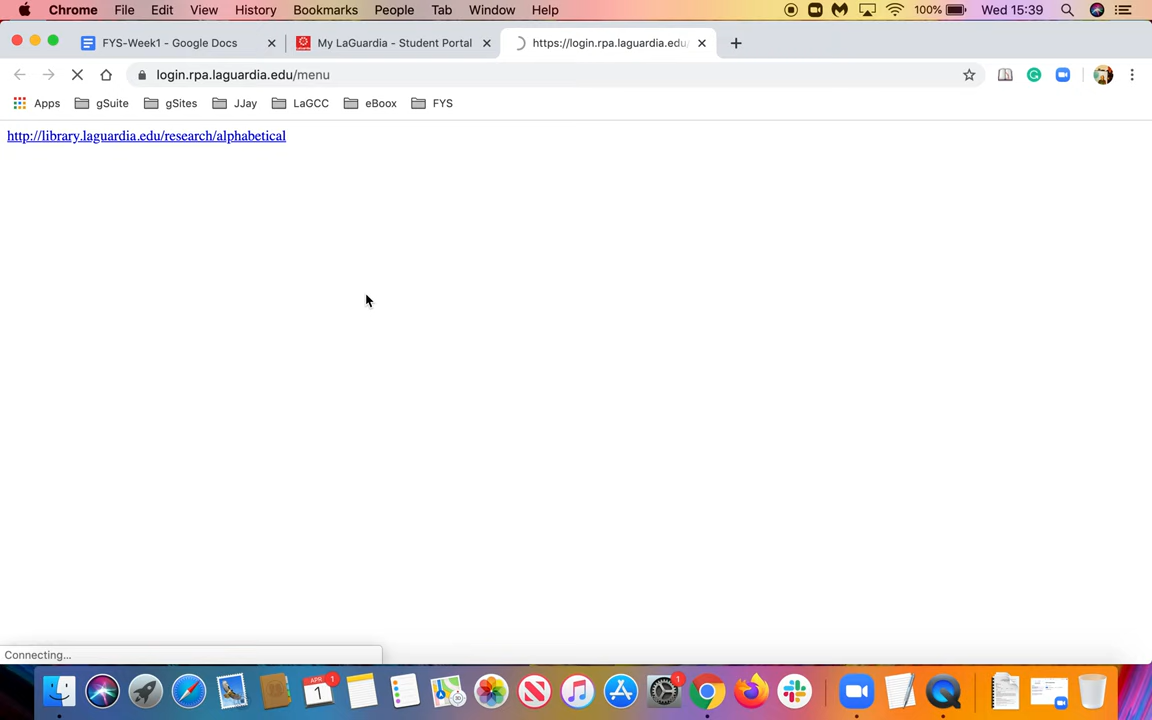 Chrome File Edit View History Bookmarks People Tab Window Help 100% Wed 15:39
FYS-Week1 - Google Docs My LaGuardia - Student Portal https://login.rpa.laguardia.edu/
login.rpa.laguardia.edu/menu
Apps gSuite gSites JJay LaGCC eBoox FYS
http://library.laguardia.edu/research/alphabetical
Connecting...
APR 1
1
1